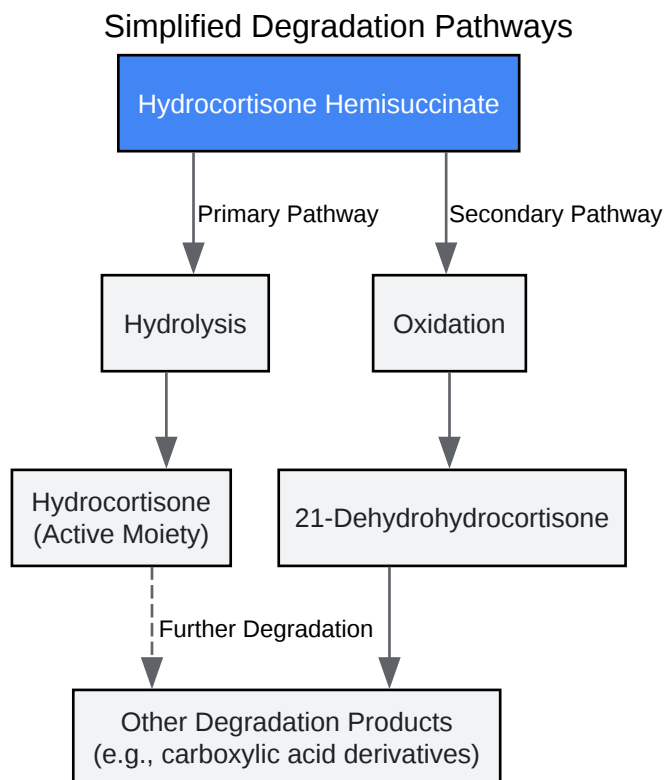 Simplified Degradation Pathways
Hydrocortisone Hemisuccinate
Primary Pathway
Secondary Pathway
Hydrolysis
Oxidation
Hydrocortisone
(Active Moiety)
21-Dehydrohydrocortisone
Further Degradation
Other Degradation Products
(e.g., carboxylic acid derivatives)